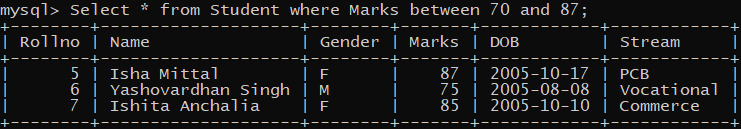 mysql> Select * from Student where Marks between 70 and 87;
+--------+-------------------+--------+-------+------------+------------+
| Rollno | Name              | Gender | Marks | DOB        | Stream     |
+--------+-------------------+--------+-------+------------+------------+
|      5 | Isha Mittal       | F      |    87 | 2005-10-17 | PCB        |
|      6 | Yashovardhan Singh | M      |    75 | 2005-08-08 | Vocational |
|      7 | Ishita Anchalia   | F      |    85 | 2005-10-10 | Commerce   |
+--------+-------------------+--------+-------+------------+------------+